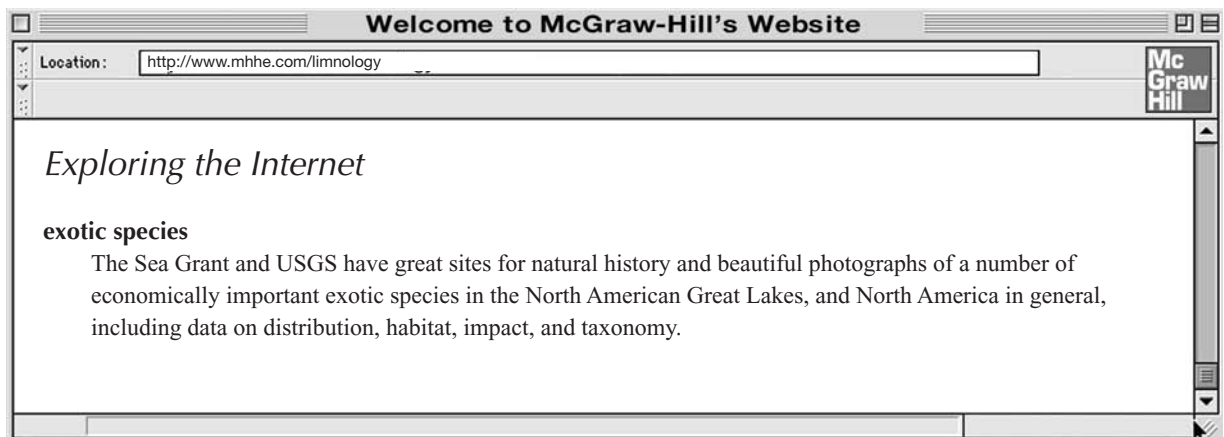 Welcome to McGraw-Hill's Website
Location: http://www.mhhe.com/limnology
Mc
Graw
Hill
Exploring the Internet
exotic species
The Sea Grant and USGS have great sites for natural history and beautiful photographs of a number of
economically important exotic species in the North American Great Lakes, and North America in general,
including data on distribution, habitat, impact, and taxonomy.